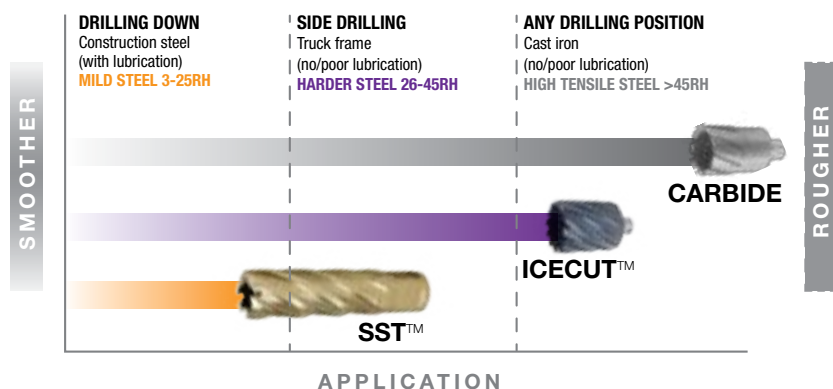 DRILLING DOWN
Construction steel
(with lubrication)
MILD STEEL 3-25RH
SIDE DRILLING
Truck frame
(no/poor lubrication)
HARDER STEEL 26-45RH
ANY DRILLING POSITION
Cast iron
(no/poor lubrication)
HIGH TENSILE STEEL >45RH
SMOOTHER
ROUGHER
CARBIDE
ICECUT™
SST™
APPLICATION